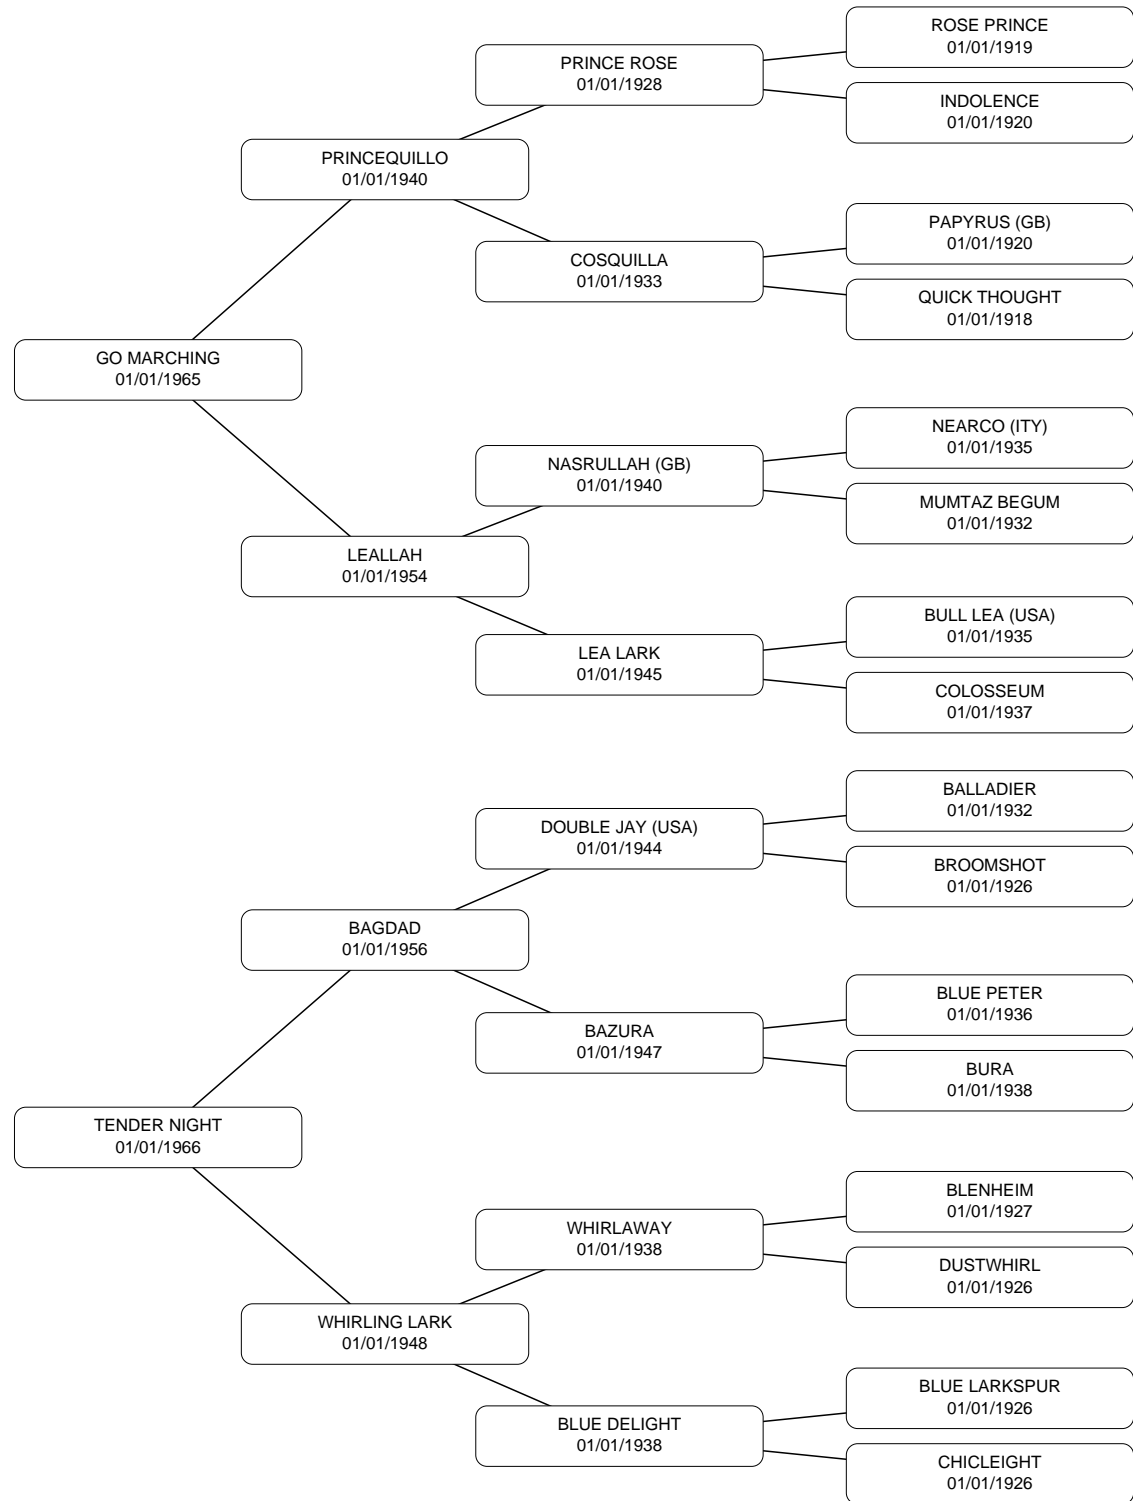 ROSE PRINCE
01/01/1919
PRINCE ROSE
01/01/1928
INDOLENCE
01/01/1920
PRINCEQUILLO
01/01/1940
PAPYRUS (GB)
01/01/1920
COSQUILLA
01/01/1933
QUICK THOUGHT
01/01/1918
GO MARCHING
01/01/1965
NEARCO (ITY)
01/01/1935
NASRULLAH (GB)
01/01/1940
MUMTAZ BEGUM
01/01/1932
LEALLAH
01/01/1954
BULL LEA (USA)
01/01/1935
LEA LARK
01/01/1945
COLOSSEUM
01/01/1937
BALLADIER
01/01/1932
DOUBLE JAY (USA)
01/01/1944
BROOMSHOT
01/01/1926
BAGDAD
01/01/1956
BLUE PETER
01/01/1936
BAZURA
01/01/1947
BURA
01/01/1938
TENDER NIGHT
01/01/1966
BLENHEIM
01/01/1927
WHIRLAWAY
01/01/1938
DUSTWHIRL
01/01/1926
WHIRLING LARK
01/01/1948
BLUE LARKSPUR
01/01/1926
BLUE DELIGHT
01/01/1938
CHICLEIGHT
01/01/1926